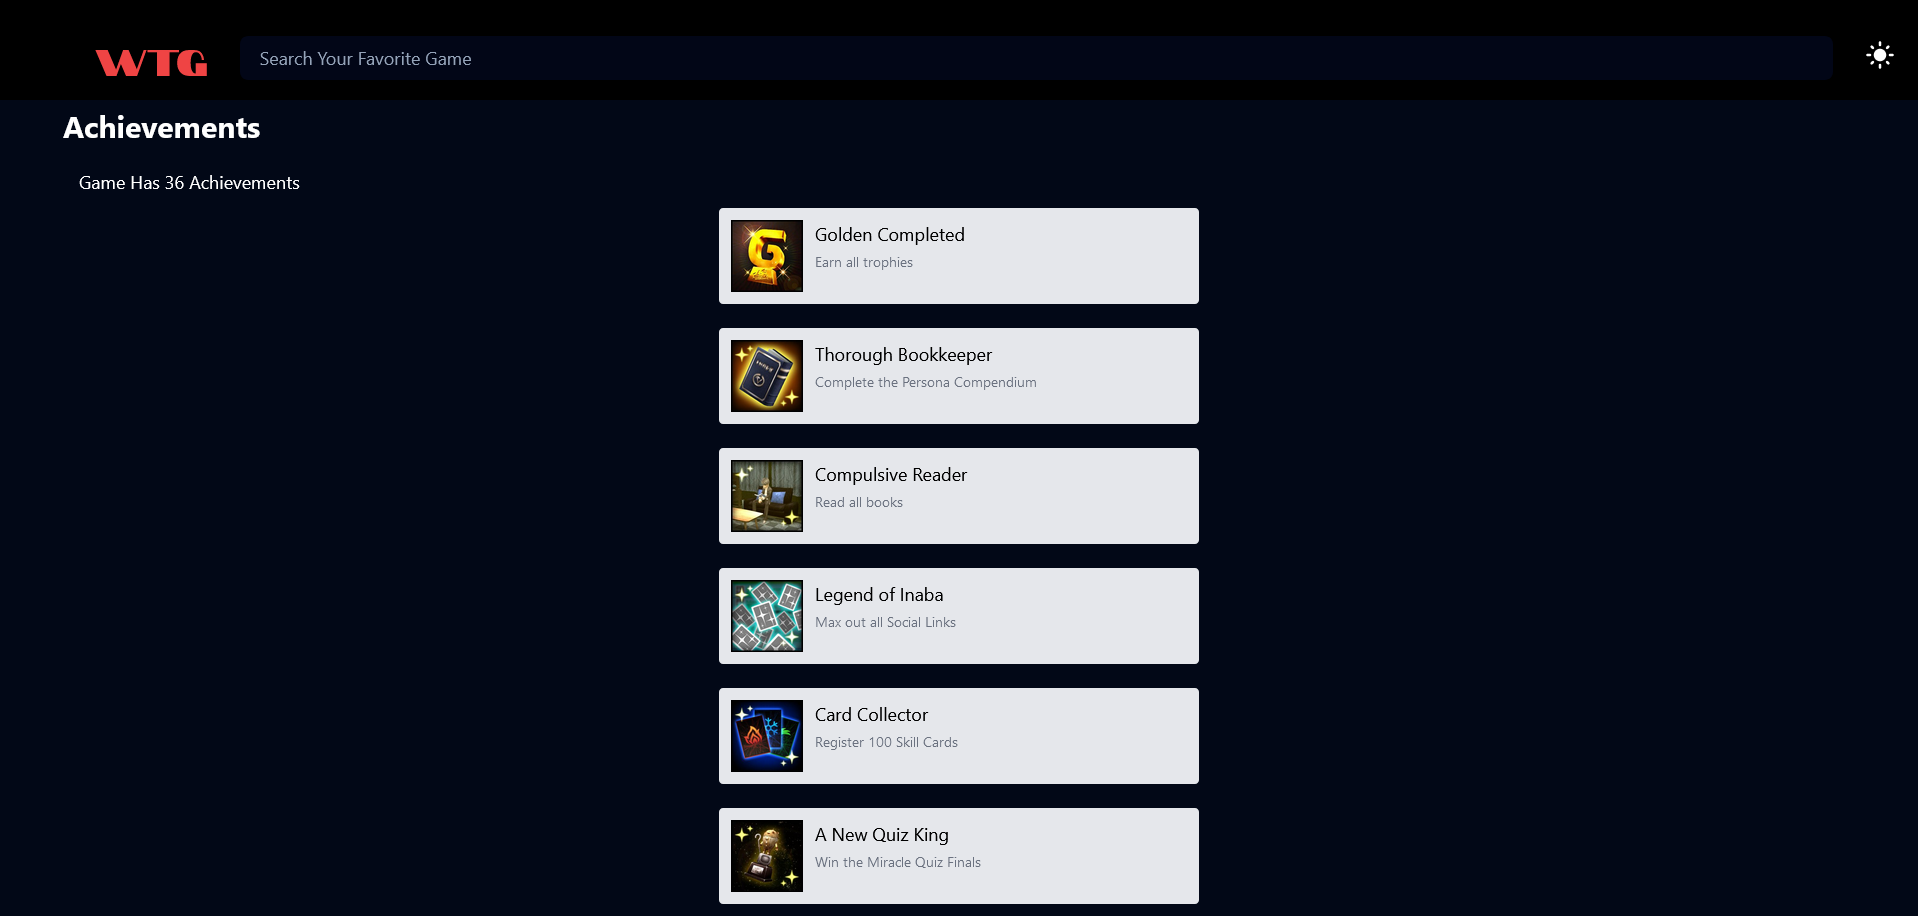 WTG
Search Your Favorite Game
Achievements
Game Has 36 Achievements
Golden Completed
Earn all trophies
Thorough Bookkeeper
Complete the Persona Compendium
Compulsive Reader
Read all books
Legend of Inaba
Max out all Social Links
Card Collector
Register 100 Skill Cards
A New Quiz King
Win the Miracle Quiz Finals